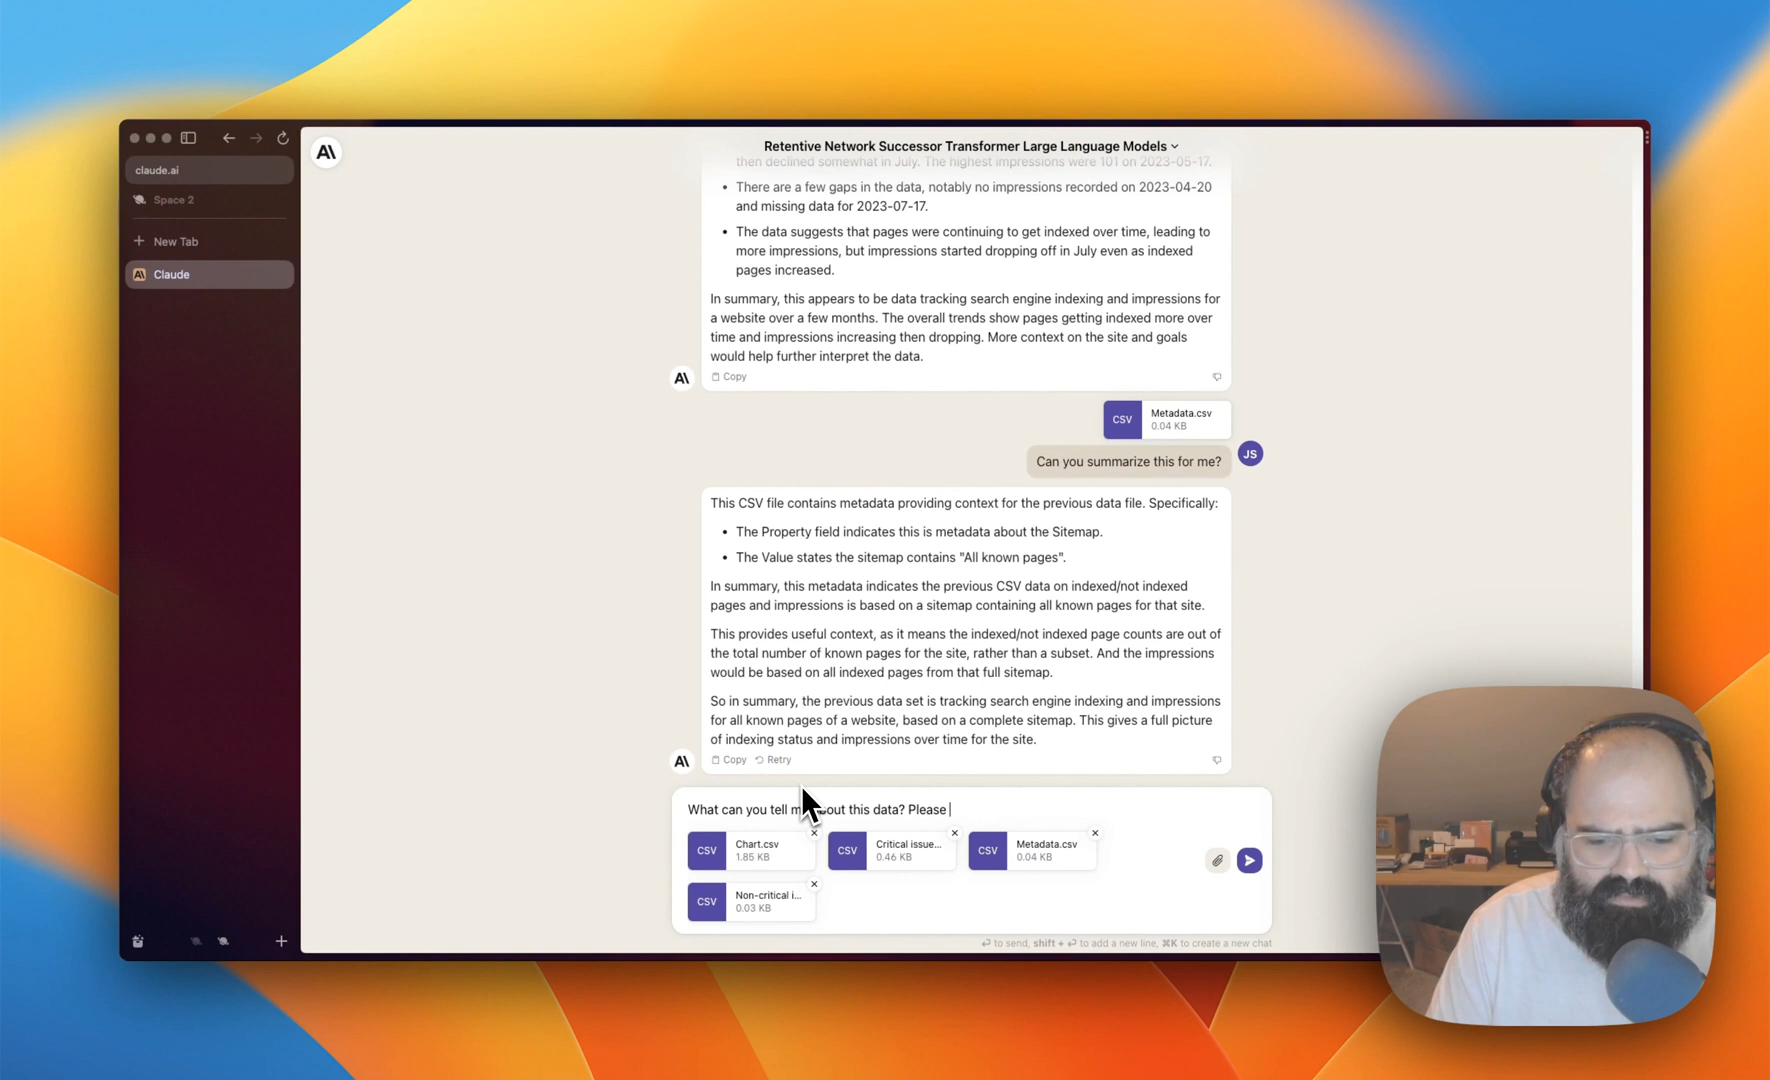 claude.ai
Space 2
New Tab
Claude
Retentive Network Successor Transformer Large Language Models
then declined somewhat in July. The highest impressions were 101 on 2023-05-17.
• There are a few gaps in the data, notably no impressions recorded on 2023-04-20
and missing data for 2023-07-17.
• The data suggests that pages were continuing to get indexed over time, leading to
more impressions, but impressions started dropping off in July even as indexed
pages increased.
In summary, this appears to be data tracking search engine indexing and impressions for
a website over a few months. The overall trends show pages getting indexed more over
time and impressions increasing then dropping. More context on the site and goals
would help further interpret the data.
Copy
CSV
Metadata.csv
0.04 KB
Can you summarize this for me?
JS
This CSV file contains metadata providing context for the previous data file. Specifically:
• The Property field indicates this is metadata about the Sitemap.
• The Value states the sitemap contains "All known pages".
In summary, this metadata indicates the previous CSV data on indexed/not indexed
pages and impressions is based on a sitemap containing all known pages for that site.
This provides useful context, as it means the indexed/not indexed page counts are out of
the total number of known pages for the site, rather than a subset. And the impressions
would be based on all indexed pages from that full sitemap.
So in summary, the previous data set is tracking search engine indexing and impressions
for all known pages of a website, based on a complete sitemap. This gives a full picture
of indexing status and impressions over time for the site.
Copy Retry
What can you tell m out this data? Please
CSV
Chart.csv
1.85 KB
CSV
Critical issue...
0.46 KB
CSV
Metadata.csv
0.04 KB
CSV
Non-critical i...
0.03 KB
⏎ to send, shift + ⏎ to add a new line, ⌘K to create a new chat